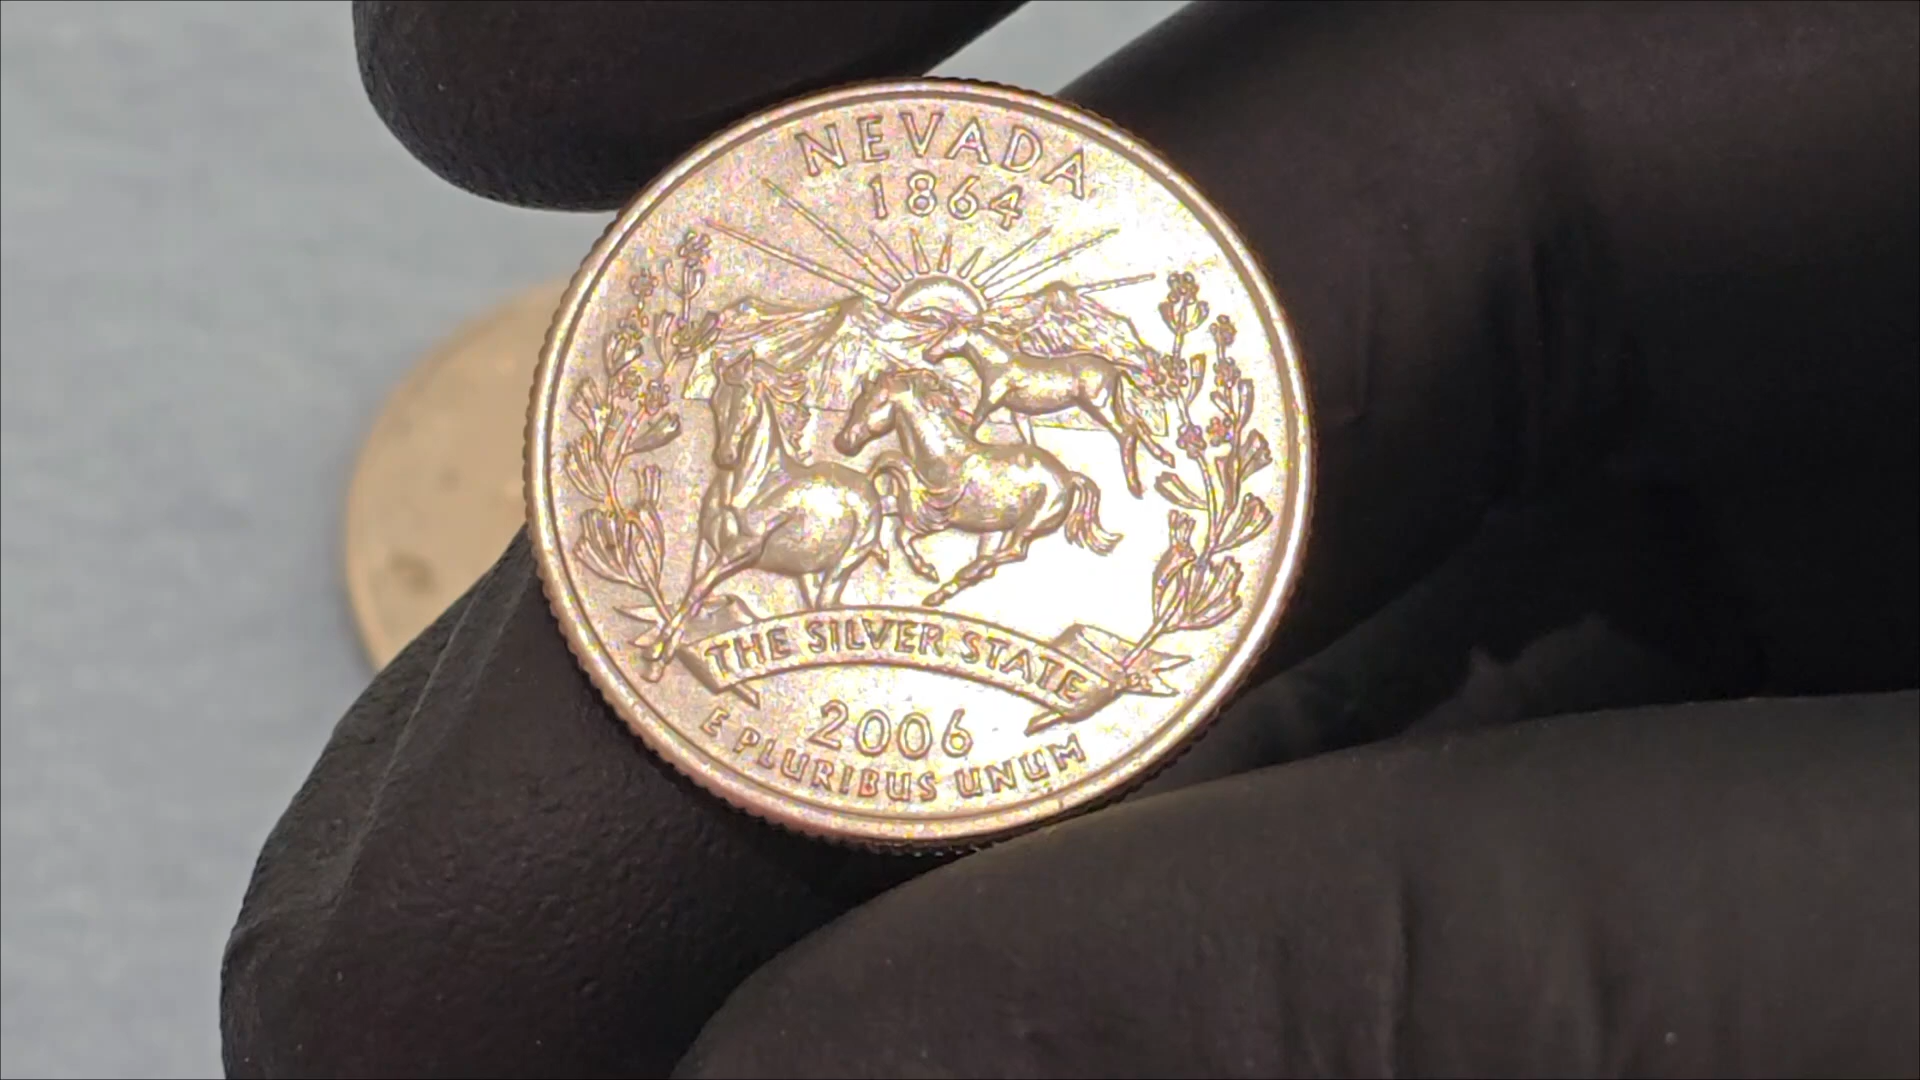 NEVADA
1864
THE SILVER STATE
2006
E PLURIBUS UNUM